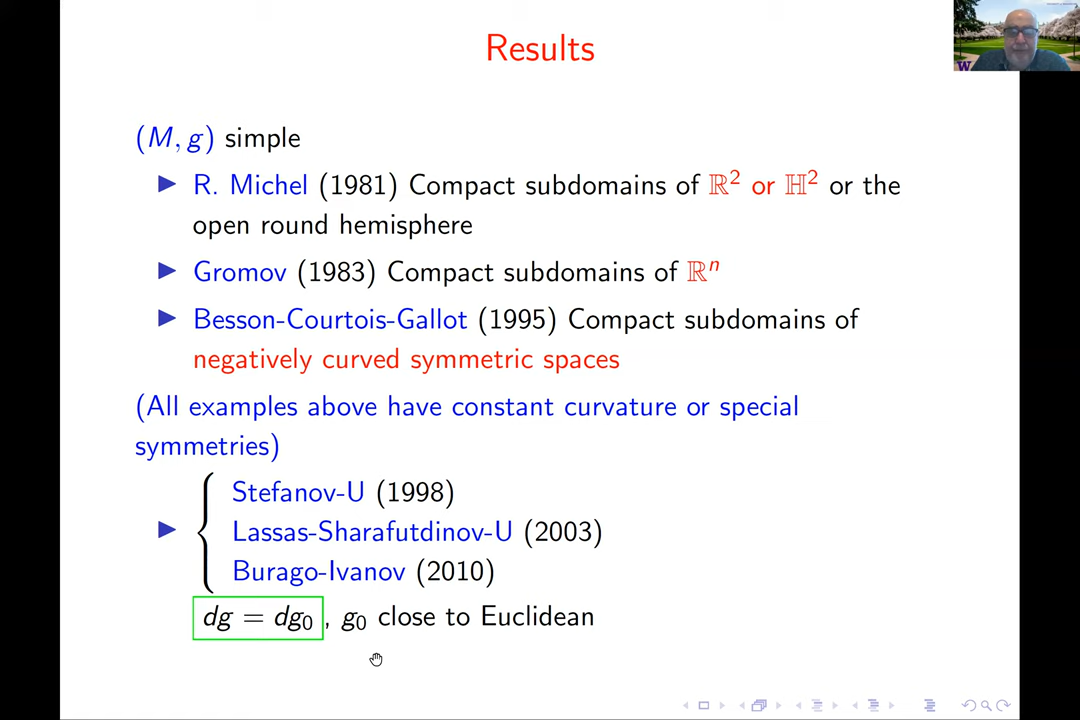 Results
(M, g) simple
▶ R. Michel (1981) Compact subdomains of ℝ² or ℍ² or the
open round hemisphere
▶ Gromov (1983) Compact subdomains of ℝⁿ
▶ Besson-Courtois-Gallot (1995) Compact subdomains of
negatively curved symmetric spaces
(All examples above have constant curvature or special
symmetries)
Stefanov-U (1998)
▶ Lassas-Sharafutdinov-U (2003)
Burago-Ivanov (2010)
dg = dg₀ , g₀ close to Euclidean
W